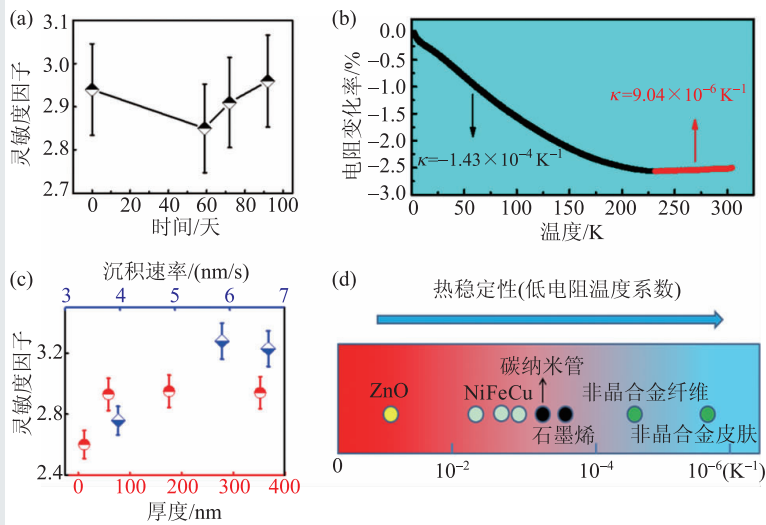 (a)
3.1
3.0
2.9
2.8
2.7
灵敏度因子
0 20 40 60 80 100
时间/天
(b)
0.0
−0.5
−1.0
−1.5
−2.0
−2.5
−3.0
电阻变化率/%
κ=9.04×10⁻⁶ K⁻¹
κ=−1.43×10⁻⁴ K⁻¹
0 50 100 150 200 250 300
温度/K
(c)
沉积速率/(nm/s)
3 4 5 6 7
3.2
2.8
2.4
灵敏度因子
0 100 200 300 400
厚度/nm
(d)
热稳定性(低电阻温度系数)
碳纳米管
ZnO NiFeCu 非晶合金纤维
石墨烯 非晶合金皮肤
0 10⁻² 10⁻⁴ 10⁻⁶(K⁻¹)